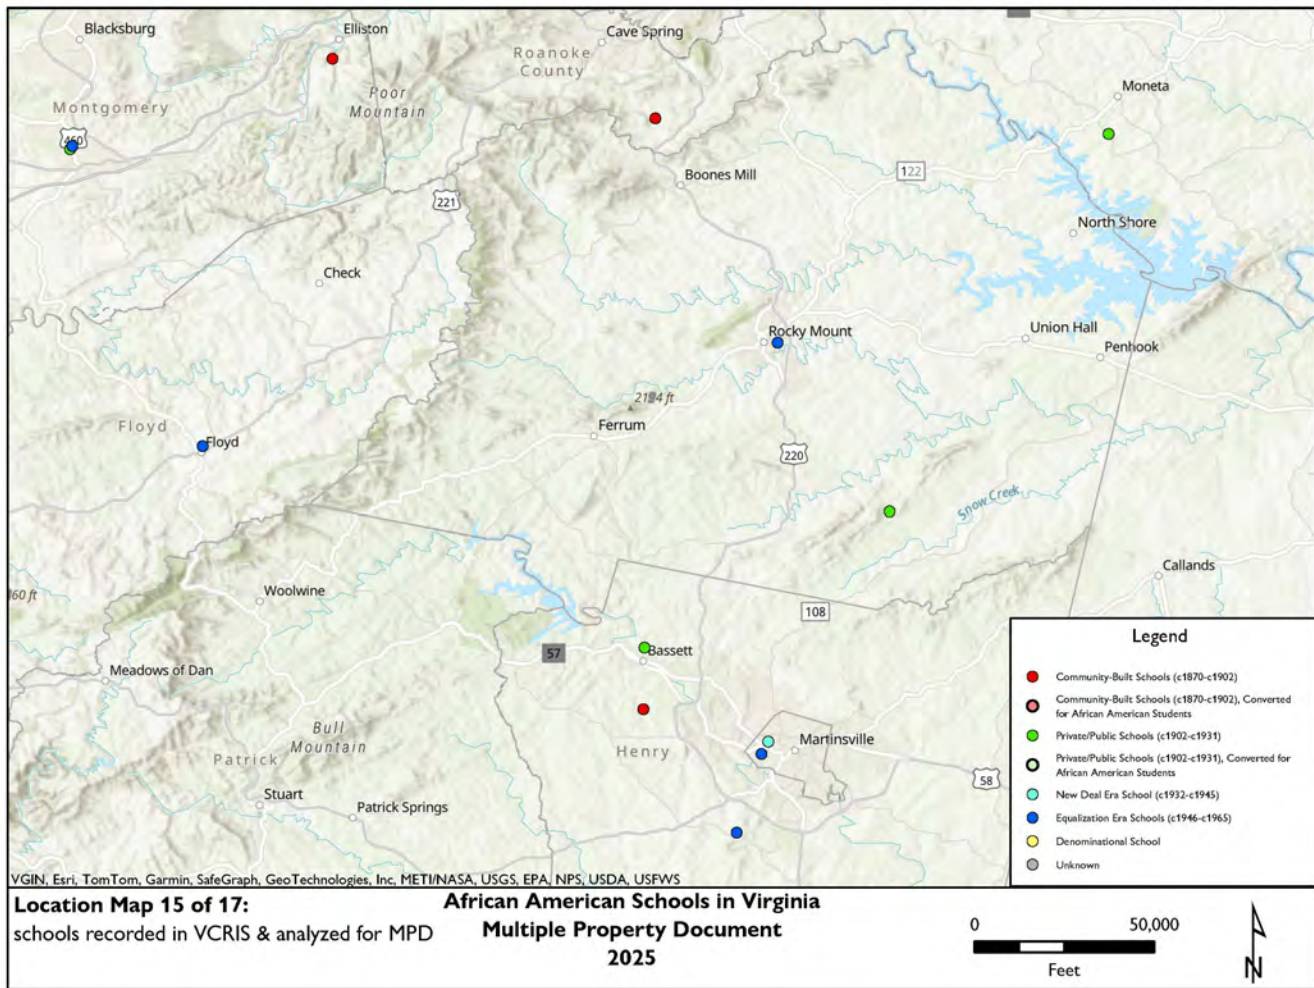 Blacksburg
Elliston
Cave Spring
Roanoke
County
Montgomery
Poor
Mountain
Moneta
460
122
Boones Mill
221
North Shore
Check
Rocky Mount
Union Hall
Penhook
Floyd
Floyd
Ferrum
220
Snow Creek
Woolwine
Callands
108
57
Bassett
Meadows of Dan
Bull
Mountain
Henry
Martinsville
Patrick
58
Stuart
Patrick Springs
Legend
Community-Built Schools (c1870-c1902)
Community-Built Schools (c1870-c1902), Converted
for African American Students
Private/Public Schools (c1902-c1931)
Private/Public Schools (c1902-c1931), Converted for
African American Students
New Deal Era School (c1932-c1945)
Equalization Era Schools (c1946-c1965)
Denominational School
Unknown
VGIN, Esri, TomTom, Garmin, SafeGraph, GeoTechnologies, Inc, METI/NASA, USGS, EPA, NPS, USDA, USFWS
Location Map 15 of 17:
schools recorded in VCRIS & analyzed for MPD
African American Schools in Virginia
Multiple Property Document
2025
0 50,000
Feet
N